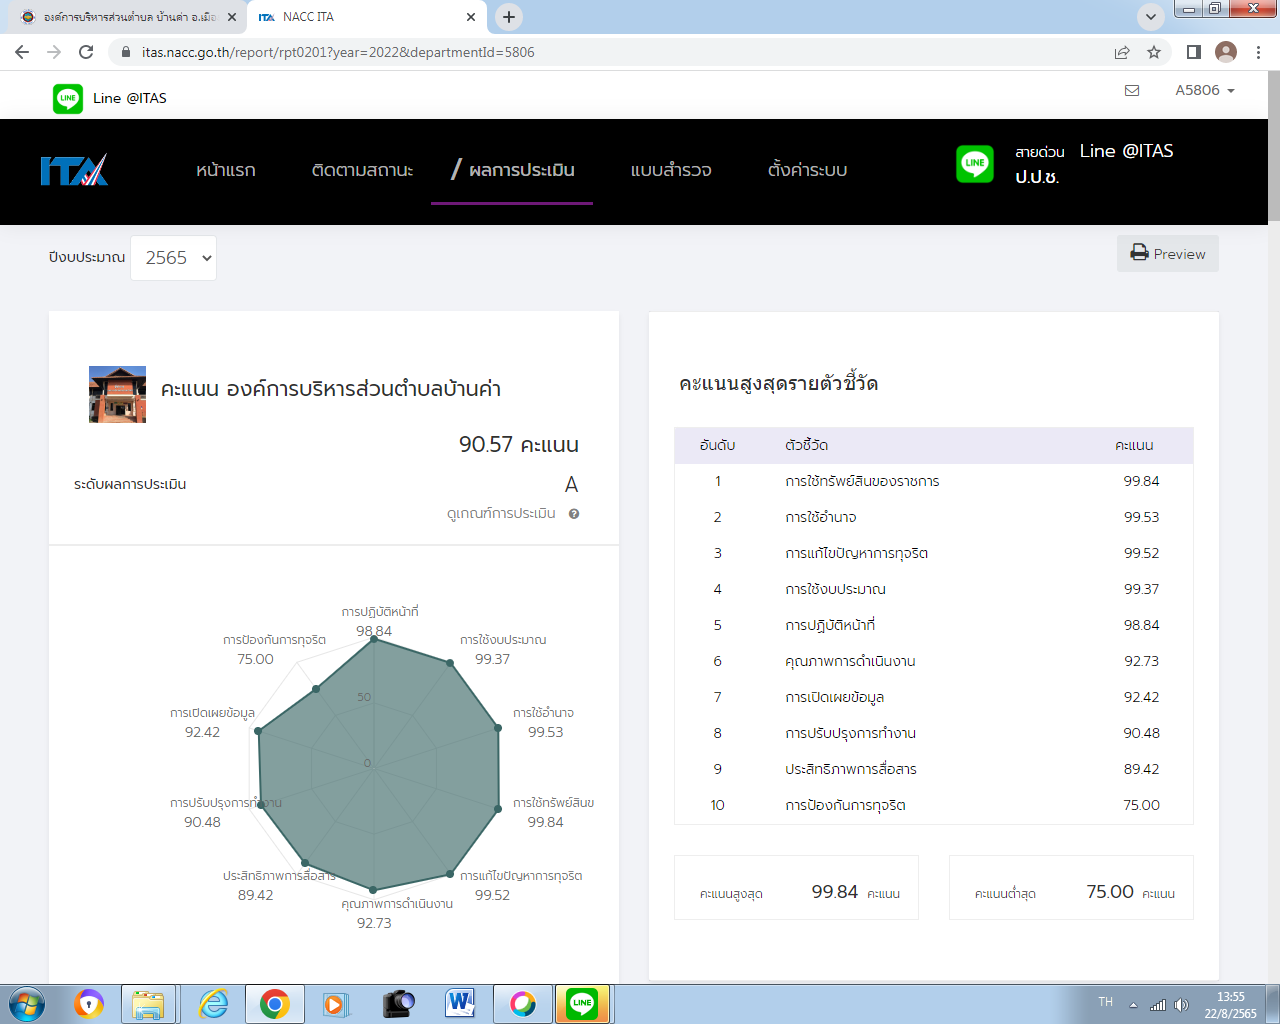 องค์การบริหารส่วนตำบล บ้านค่า อ.เมือ
NACC ITA
itas.nacc.go.th/report/rpt0201?year=2022&departmentId=5806
LINE
Line @ITAS
A5806
ITA
หน้าแรก
ติดตามสถานะ
/ ผลการประเมิน
แบบสำรวจ
ตั้งค่าระบบ
LINE
สายด่วน Line @ITAS
ป.ป.ช.
ปีงบประมาณ 2565
Preview
คะแนน องค์การบริหารส่วนตำบลบ้านค่า
90.57 คะแนน
ระดับผลการประเมิน A
ดูเกณฑ์การประเมิน
การปฏิบัติหน้าที่
98.84
การป้องกันการทุจริต
75.00
การใช้งบประมาณ
99.37
50
การเปิดเผยข้อมูล
92.42
การใช้อำนาจ
99.53
0
การปรับปรุงการทำงาน
90.48
การใช้ทรัพย์สินข
99.84
ประสิทธิภาพการสื่อสาร
89.42
การแก้ไขปัญหาการทุจริต
99.52
คุณภาพการดำเนินงาน
92.73
คะแนนสูงสุดรายตัวชี้วัด
อันดับ ตัวชี้วัด คะแนน
1 การใช้ทรัพย์สินของราชการ 99.84
2 การใช้อำนาจ 99.53
3 การแก้ไขปัญหาการทุจริต 99.52
4 การใช้งบประมาณ 99.37
5 การปฏิบัติหน้าที่ 98.84
6 คุณภาพการดำเนินงาน 92.73
7 การเปิดเผยข้อมูล 92.42
8 การปรับปรุงการทำงาน 90.48
9 ประสิทธิภาพการสื่อสาร 89.42
10 การป้องกันการทุจริต 75.00
คะแนนสูงสุด 99.84 คะแนน
คะแนนต่ำสุด 75.00 คะแนน
LINE
TH
13:55
22/8/2565